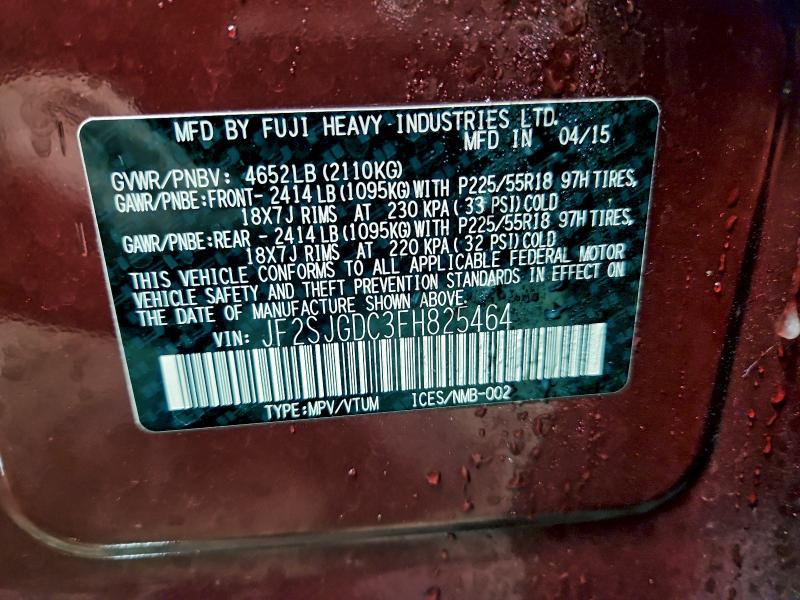 MFD BY FUJI HEAVY INDUSTRIES LTD.
MFD IN 04/15
GVWR/PNBV: 4652LB (2110KG)
GAWR/PNBE:FRONT- 2414 LB (1095KG) WITH P225/55R18 97H TIRES,
18X7J RIMS AT 230 KPA ( 33 PSI) COLD
GAWR/PNBE:REAR - 2414 LB (1095KG) WITH P225/55R18 97H TIRES,
18X7J RIMS AT 220 KPA ( 32 PSI) COLD
THIS VEHICLE CONFORMS TO ALL APPLICABLE FEDERAL MOTOR
VEHICLE SAFETY AND THEFT PREVENTION STANDARDS IN EFFECT ON
THE DATE OF MANUFACTURE SHOWN ABOVE.
VIN: JF2SJGDC3FH825464
TYPE:MPV/VTUM ICES/NMB-002